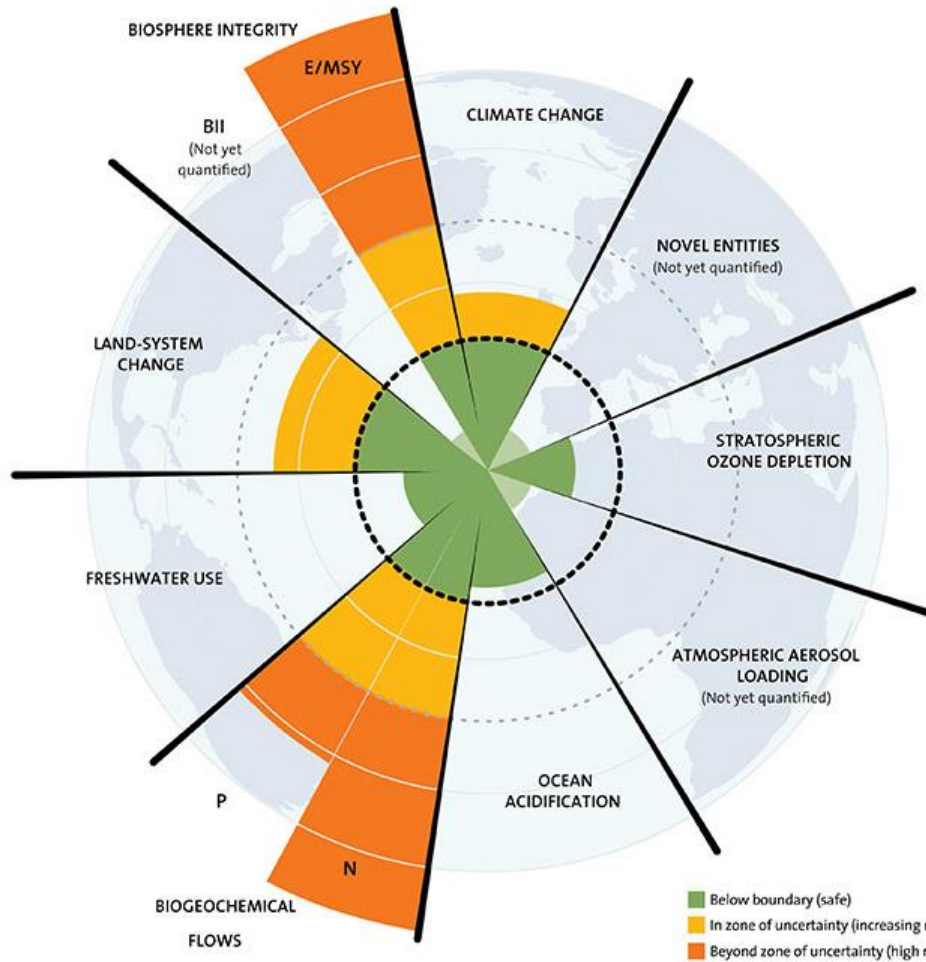 BIOSPHERE INTEGRITY
E/MSY
BII
(Not yet
quantified)
CLIMATE CHANGE
NOVEL ENTITIES
(Not yet quantified)
LAND-SYSTEM
CHANGE
STRATOSPHERIC
OZONE DEPLETION
FRESHWATER USE
ATMOSPHERIC AEROSOL
LOADING
(Not yet quantified)
OCEAN
ACIDIFICATION
P
N
BIOGEOCHEMICAL
FLOWS
Below boundary (safe)
In zone of uncertainty (increasing
Beyond zone of uncertainty (high